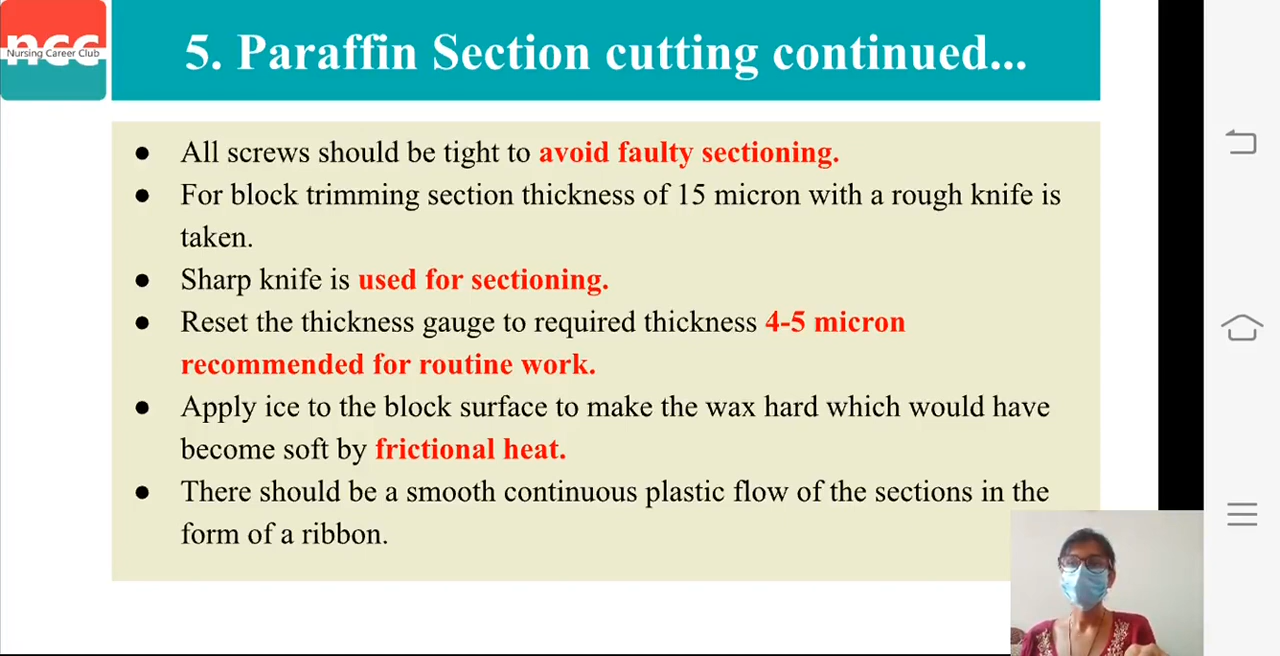 ncc
Nursing Career Club
5. Paraffin Section cutting continued...
● All screws should be tight to avoid faulty sectioning.
● For block trimming section thickness of 15 micron with a rough knife is
taken.
● Sharp knife is used for sectioning.
● Reset the thickness gauge to required thickness 4-5 micron
recommended for routine work.
● Apply ice to the block surface to make the wax hard which would have
become soft by frictional heat.
● There should be a smooth continuous plastic flow of the sections in the
form of a ribbon.